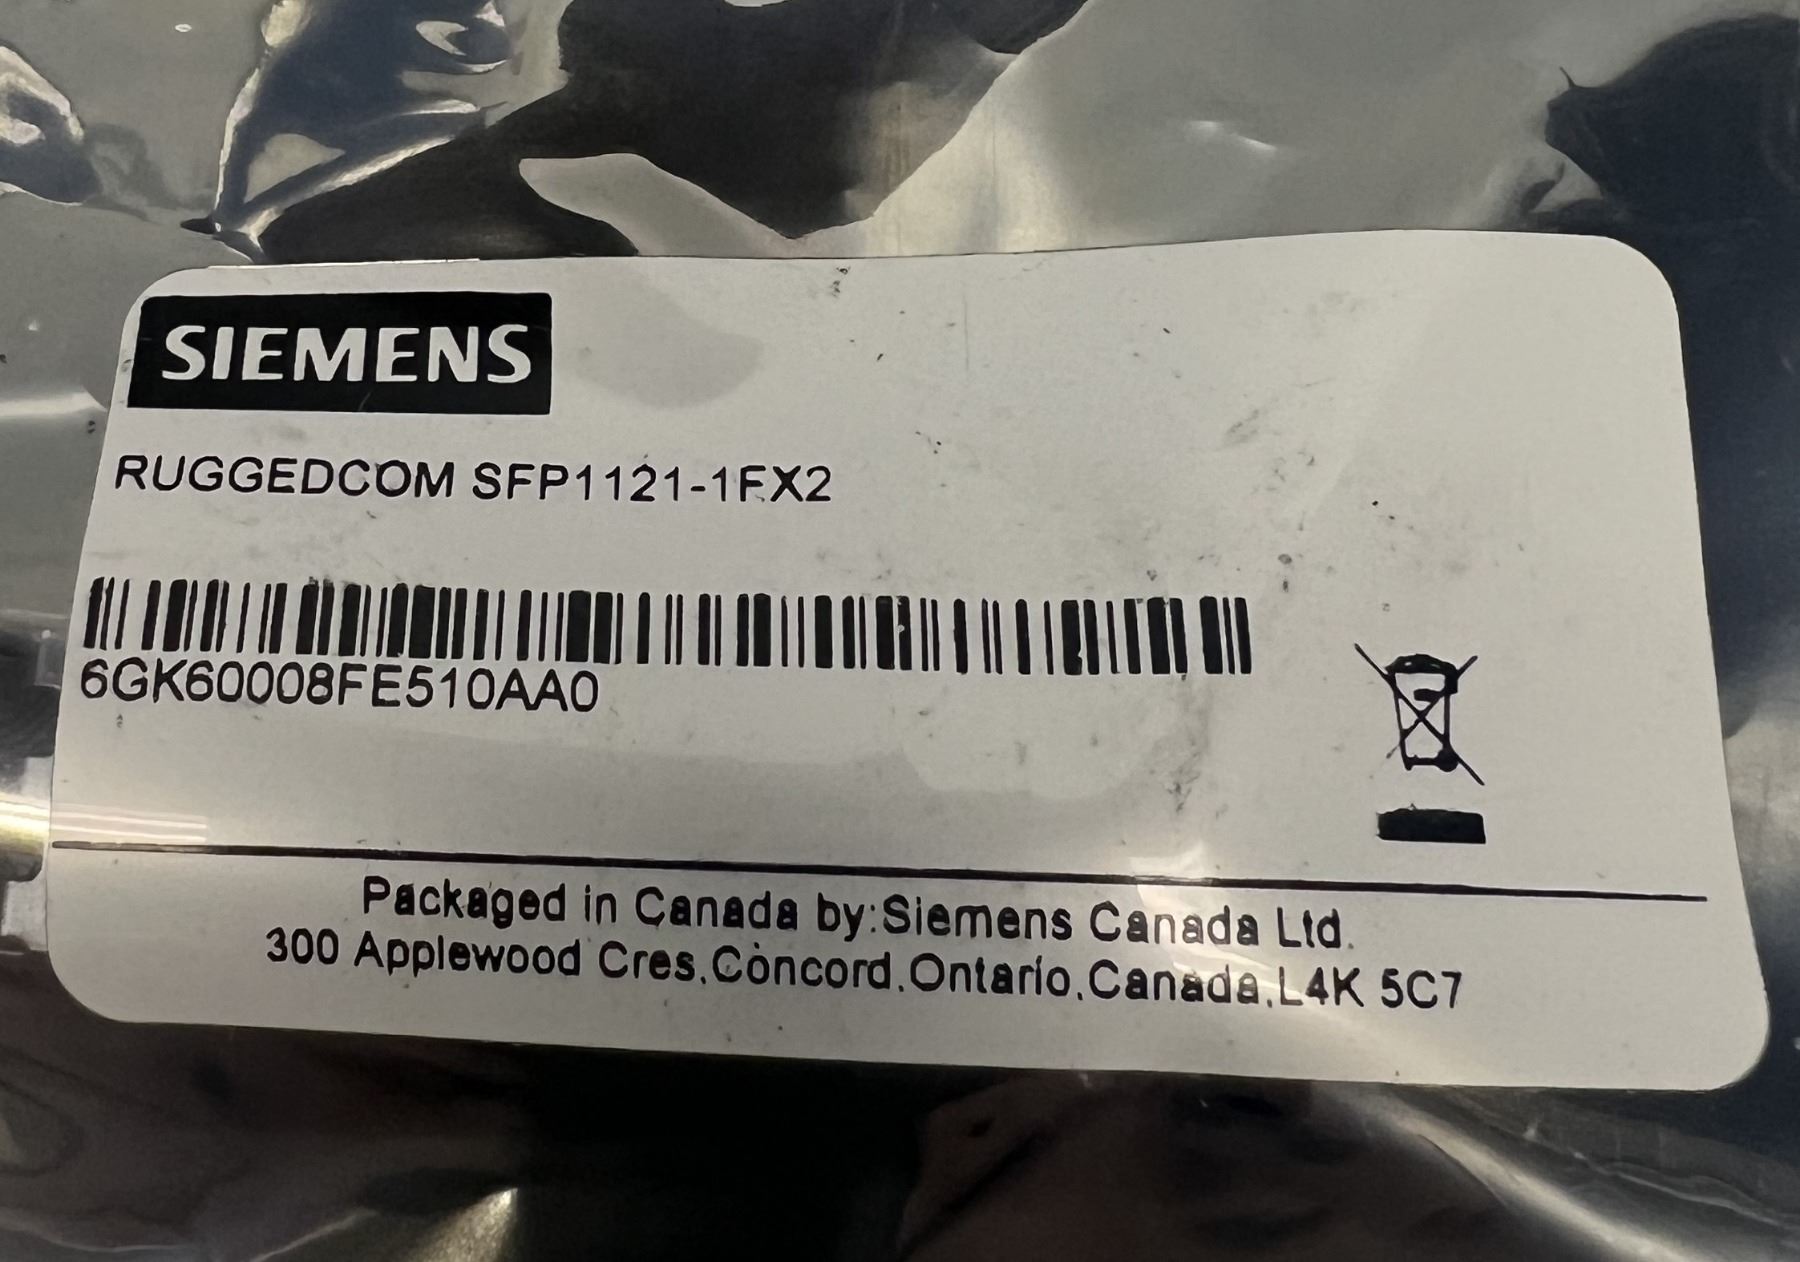 SIEMENS
RUGGEDCOM SFP1121-1FX2
6GK60008FE510AA0
Packaged in Canada by:Siemens Canada Ltd.
300 Applewood Cres,Concord,Ontario,Canada,L4K 5C7